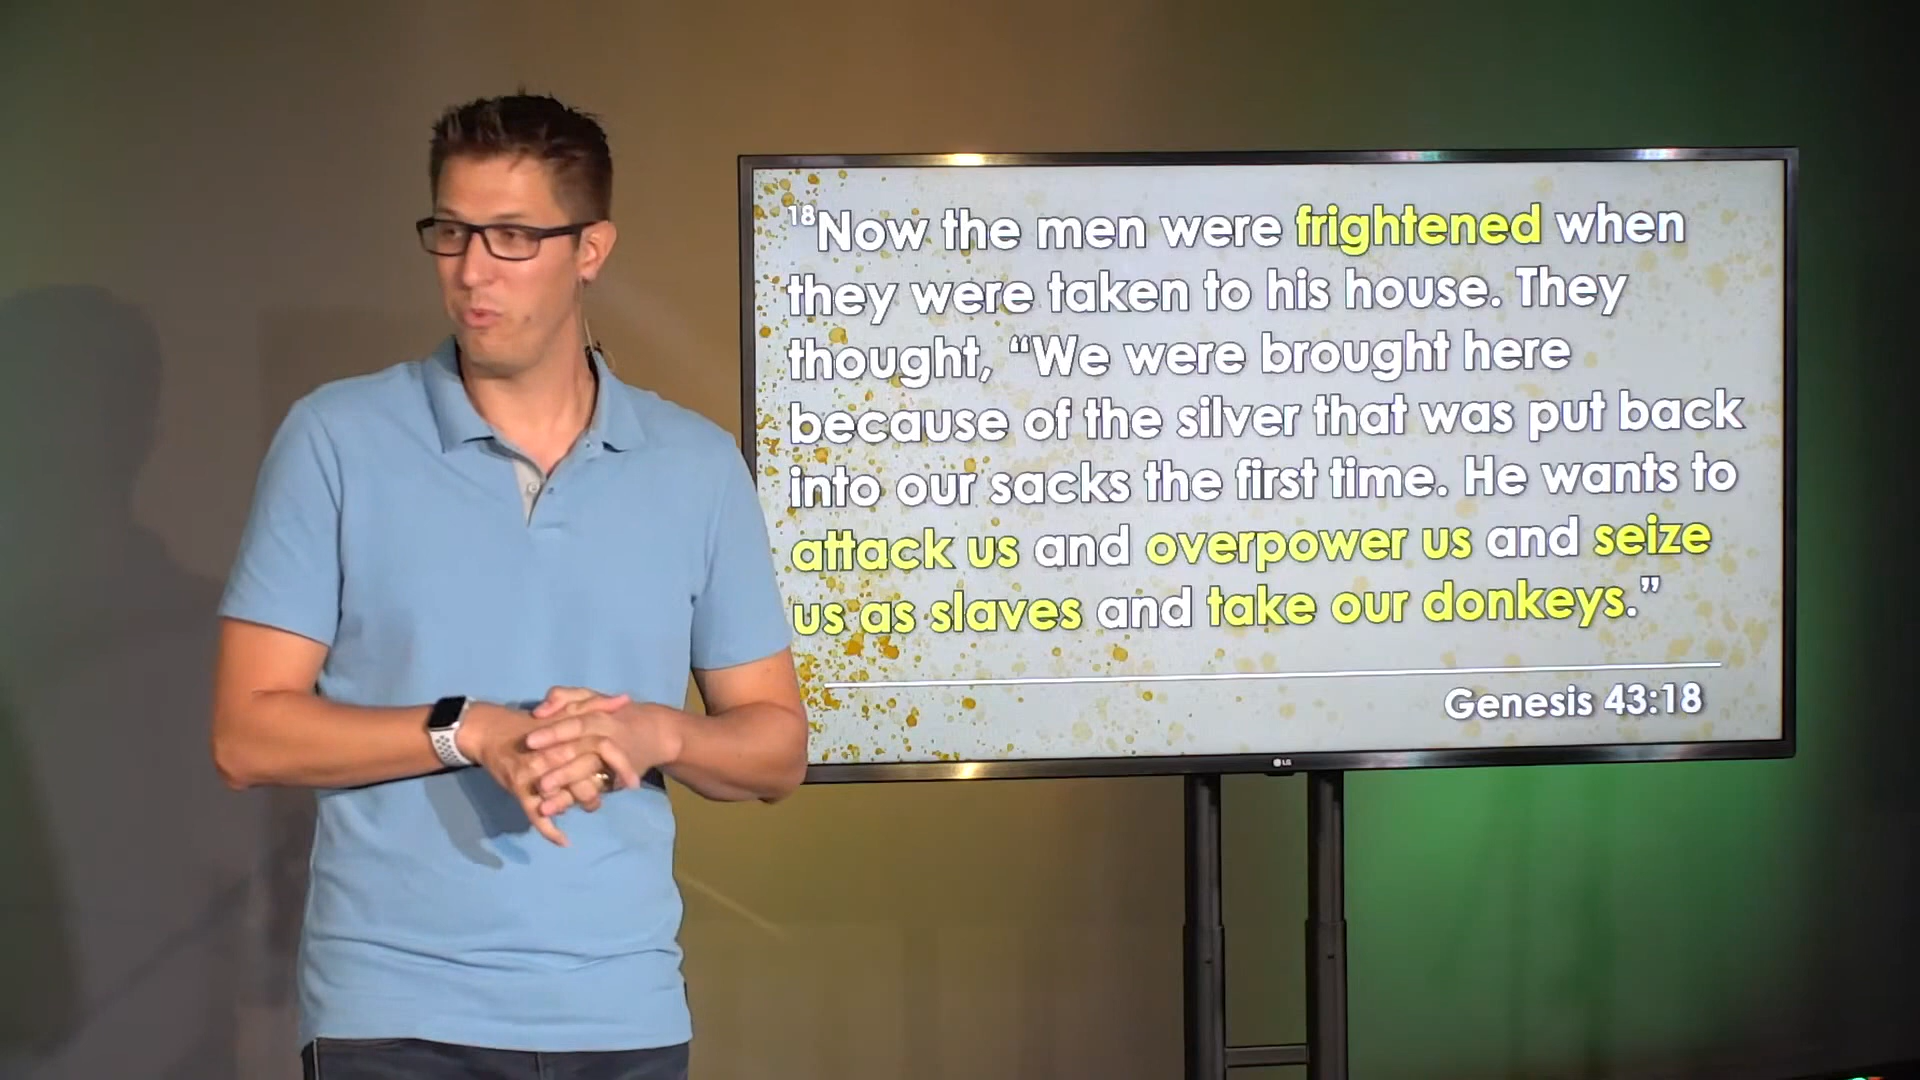 18Now the men were frightened when
they were taken to his house. They
thought, “We were brought here
because of the silver that was put back
into our sacks the first time. He wants to
attack us and overpower us and seize
us as slaves and take our donkeys.”
Genesis 43:18
LG